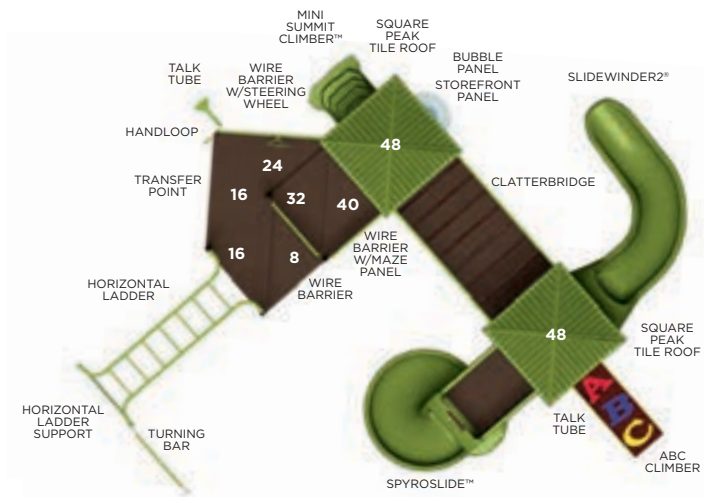 MINI
SUMMIT
CLIMBER™
SQUARE
PEAK
TILE ROOF
BUBBLE
PANEL
STOREFRONT
PANEL
SLIDEWINDER2®
TALK
TUBE
WIRE
BARRIER
W/STEERING
WHEEL
HANDLOOP
48
24
TRANSFER
POINT
16
32
40
CLATTERBRIDGE
WIRE
BARRIER
W/MAZE
PANEL
16
8
WIRE
BARRIER
HORIZONTAL
LADDER
48
SQUARE
PEAK
TILE ROOF
A
B
C
HORIZONTAL
LADDER
SUPPORT
TURNING
BAR
TALK
TUBE
ABC
CLIMBER
SPYROSLIDE™